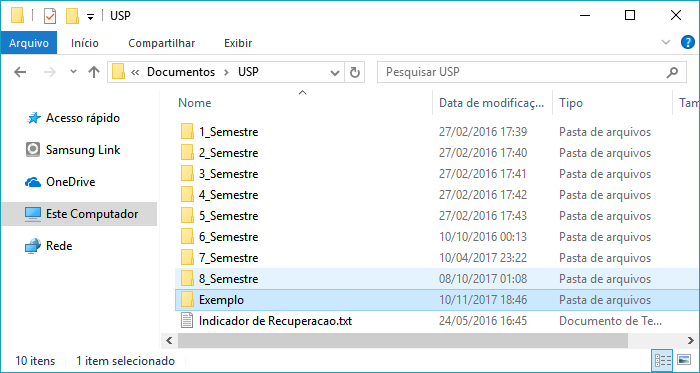 USP
Arquivo Início Compartilhar Exibir
« Documentos > USP Pesquisar USP
Nome Data de modificaç... Tipo Tam
Acesso rápido
Samsung Link
OneDrive
Este Computador
Rede
1_Semestre 27/02/2016 17:39 Pasta de arquivos
2_Semestre 27/02/2016 17:40 Pasta de arquivos
3_Semestre 27/02/2016 17:41 Pasta de arquivos
4_Semestre 27/02/2016 17:42 Pasta de arquivos
5_Semestre 27/02/2016 17:43 Pasta de arquivos
6_Semestre 10/10/2016 00:13 Pasta de arquivos
7_Semestre 10/04/2017 23:22 Pasta de arquivos
8_Semestre 08/10/2017 01:08 Pasta de arquivos
Exemplo 10/11/2017 18:46 Pasta de arquivos
Indicador de Recuperacao.txt 24/05/2016 16:45 Documento de Te...
10 itens 1 item selecionado